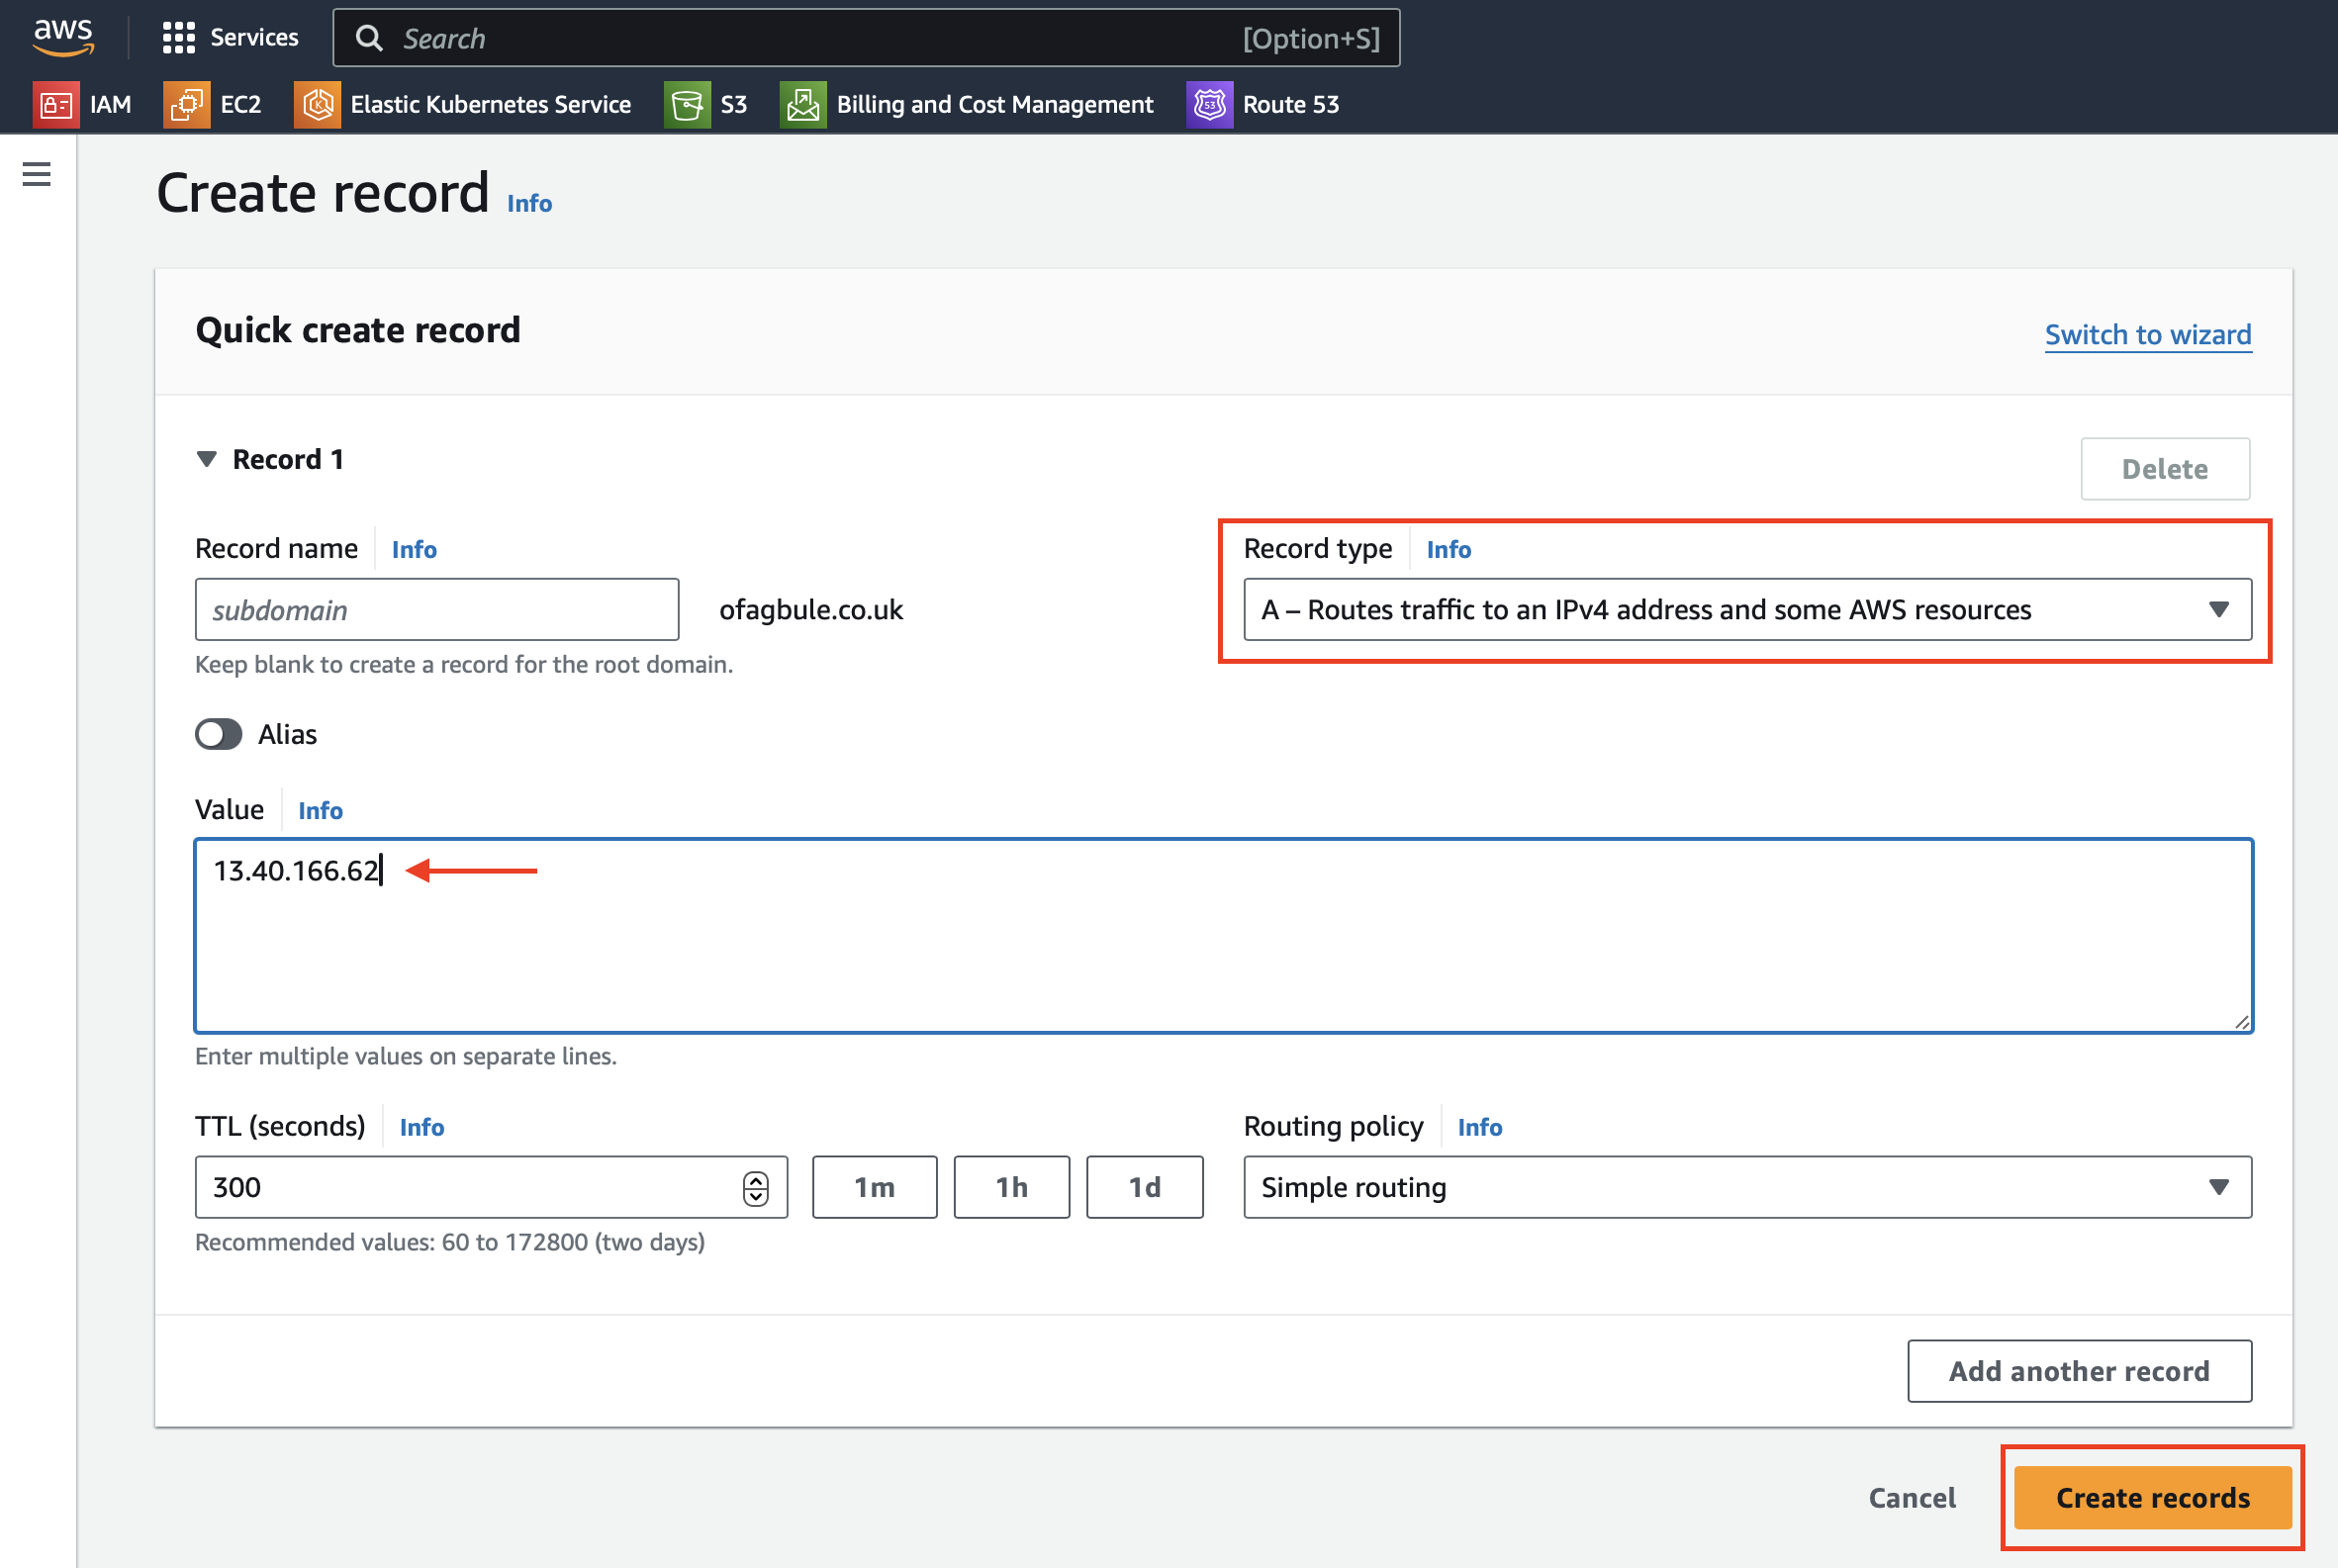 aws Services Search [Option+S]
IAM EC2 Elastic Kubernetes Service S3 Billing and Cost Management 53 Route 53
Create record Info
Quick create record Switch to wizard
Record 1 Delete
Record name Info Record type Info
subdomain ofagbule.co.uk A – Routes traffic to an IPv4 address and some AWS resources
Keep blank to create a record for the root domain.
Alias
Value Info
13.40.166.62
Enter multiple values on separate lines.
TTL (seconds) Info Routing policy Info
300 1m 1h 1d Simple routing
Recommended values: 60 to 172800 (two days)
Add another record
Cancel Create records